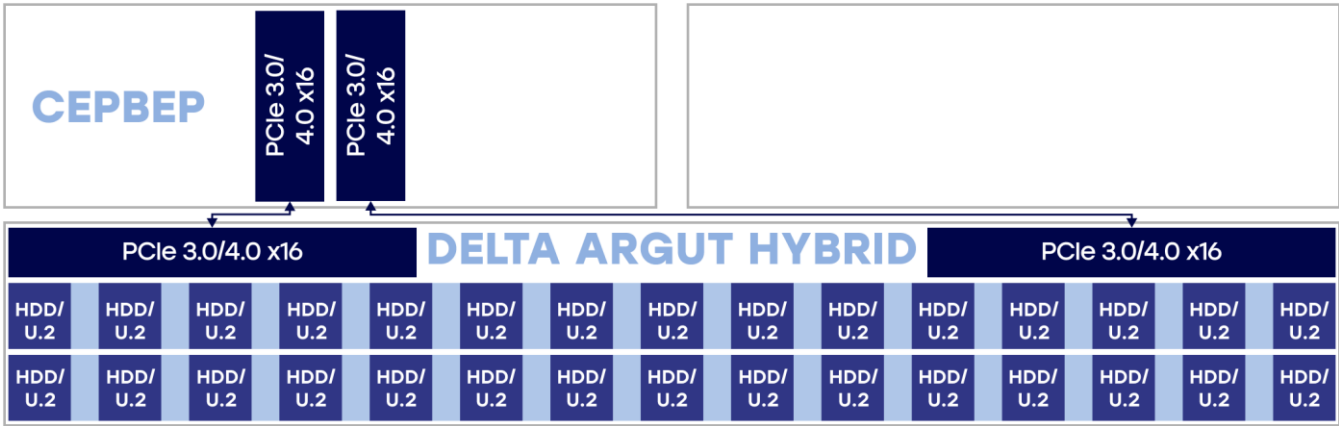 СЕРВЕР
PCIe 3.0/
4.0 x16
PCIe 3.0/
4.0 x16
PCIe 3.0/4.0 x16
DELTA ARGUT HYBRID
PCIe 3.0/4.0 x16
HDD/ HDD/ HDD/ HDD/ HDD/ HDD/ HDD/ HDD/ HDD/ HDD/ HDD/ HDD/ HDD/ HDD/ HDD/
U.2 U.2 U.2 U.2 U.2 U.2 U.2 U.2 U.2 U.2 U.2 U.2 U.2 U.2 U.2
HDD/ HDD/ HDD/ HDD/ HDD/ HDD/ HDD/ HDD/ HDD/ HDD/ HDD/ HDD/ HDD/ HDD/ HDD/
U.2 U.2 U.2 U.2 U.2 U.2 U.2 U.2 U.2 U.2 U.2 U.2 U.2 U.2 U.2